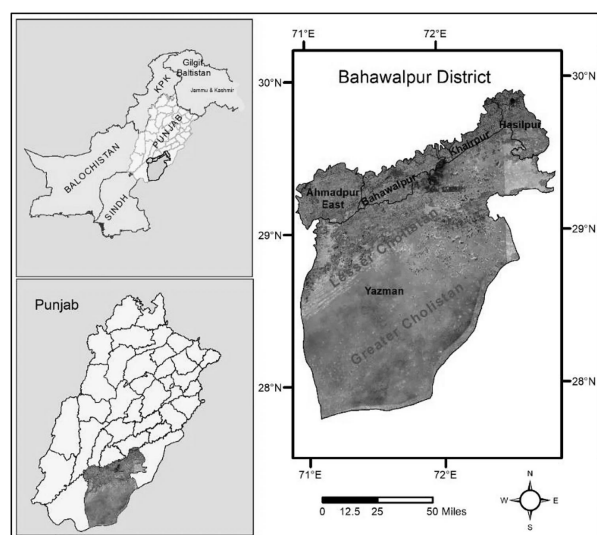 Gilgit
Baltistan
Jammu & Kashmir
KPK
PUNJAB
BALOCHISTAN
SINDH
Punjab
71°E
72°E
30°N
30°N
Bahawalpur District
Hasilpur
Khairpur
Bahawalpur
Ahmadpur
East
29°N
29°N
Lesser Cholistan
Yazman
Greater Cholistan
28°N
28°N
71°E
72°E
0 12.5 25 50 Miles
N
W E
S